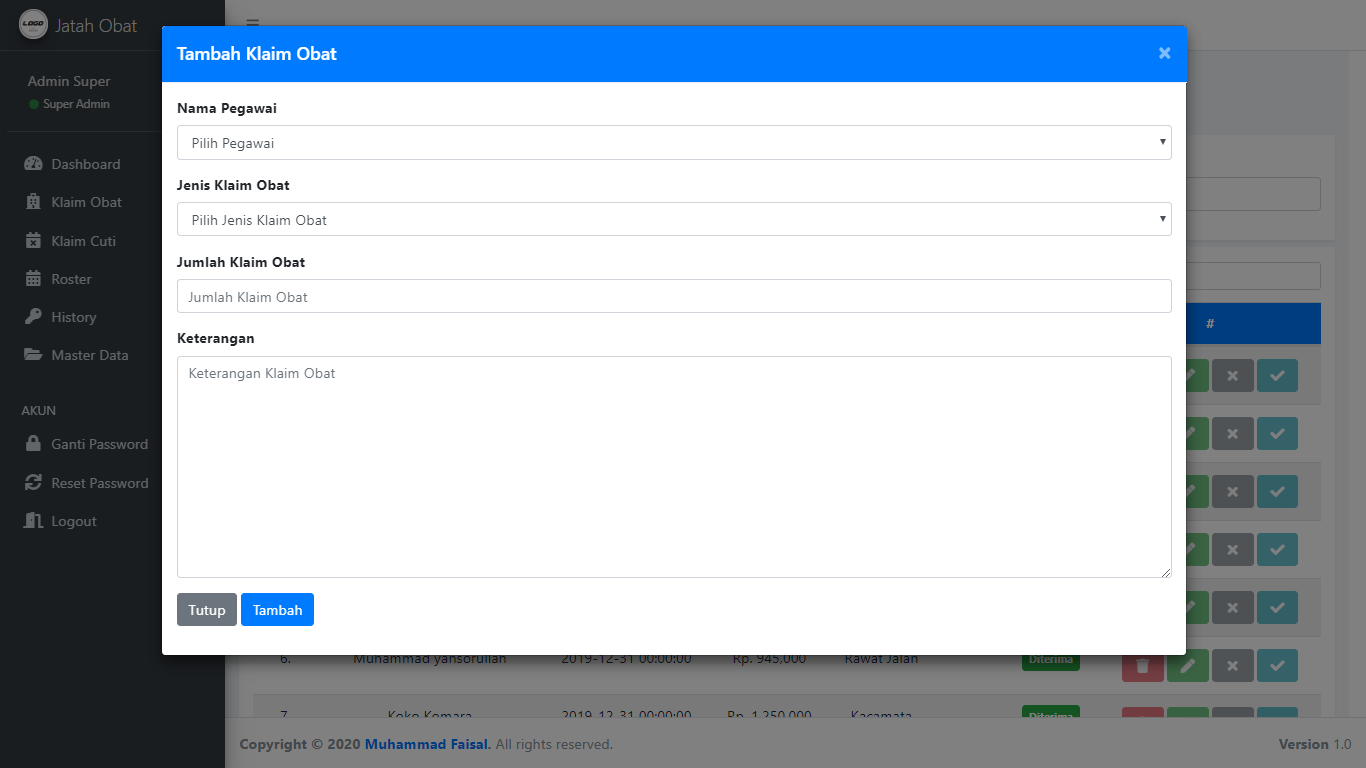 LOGO
Jatah Obat
Admin Super
Super Admin
Dashboard
Klaim Obat
Klaim Cuti
Roster
History
Master Data
AKUN
Ganti Password
Reset Password
Logout
Tambah Klaim Obat
×
Nama Pegawai
Pilih Pegawai
Jenis Klaim Obat
Pilih Jenis Klaim Obat
Jumlah Klaim Obat
Jumlah Klaim Obat
Keterangan
Keterangan Klaim Obat
Tutup Tambah
#
6. Muhammad yansorullah 2019-12-31 00:00:00 Rp. 945,000 Rawat Jalan Diterima
7. Koko Komara 2019-12-31 00:00:00 Rp. 1,250,000 Kacamata Diterima
Copyright © 2020 Muhammad Faisal. All rights reserved.
Version 1.0